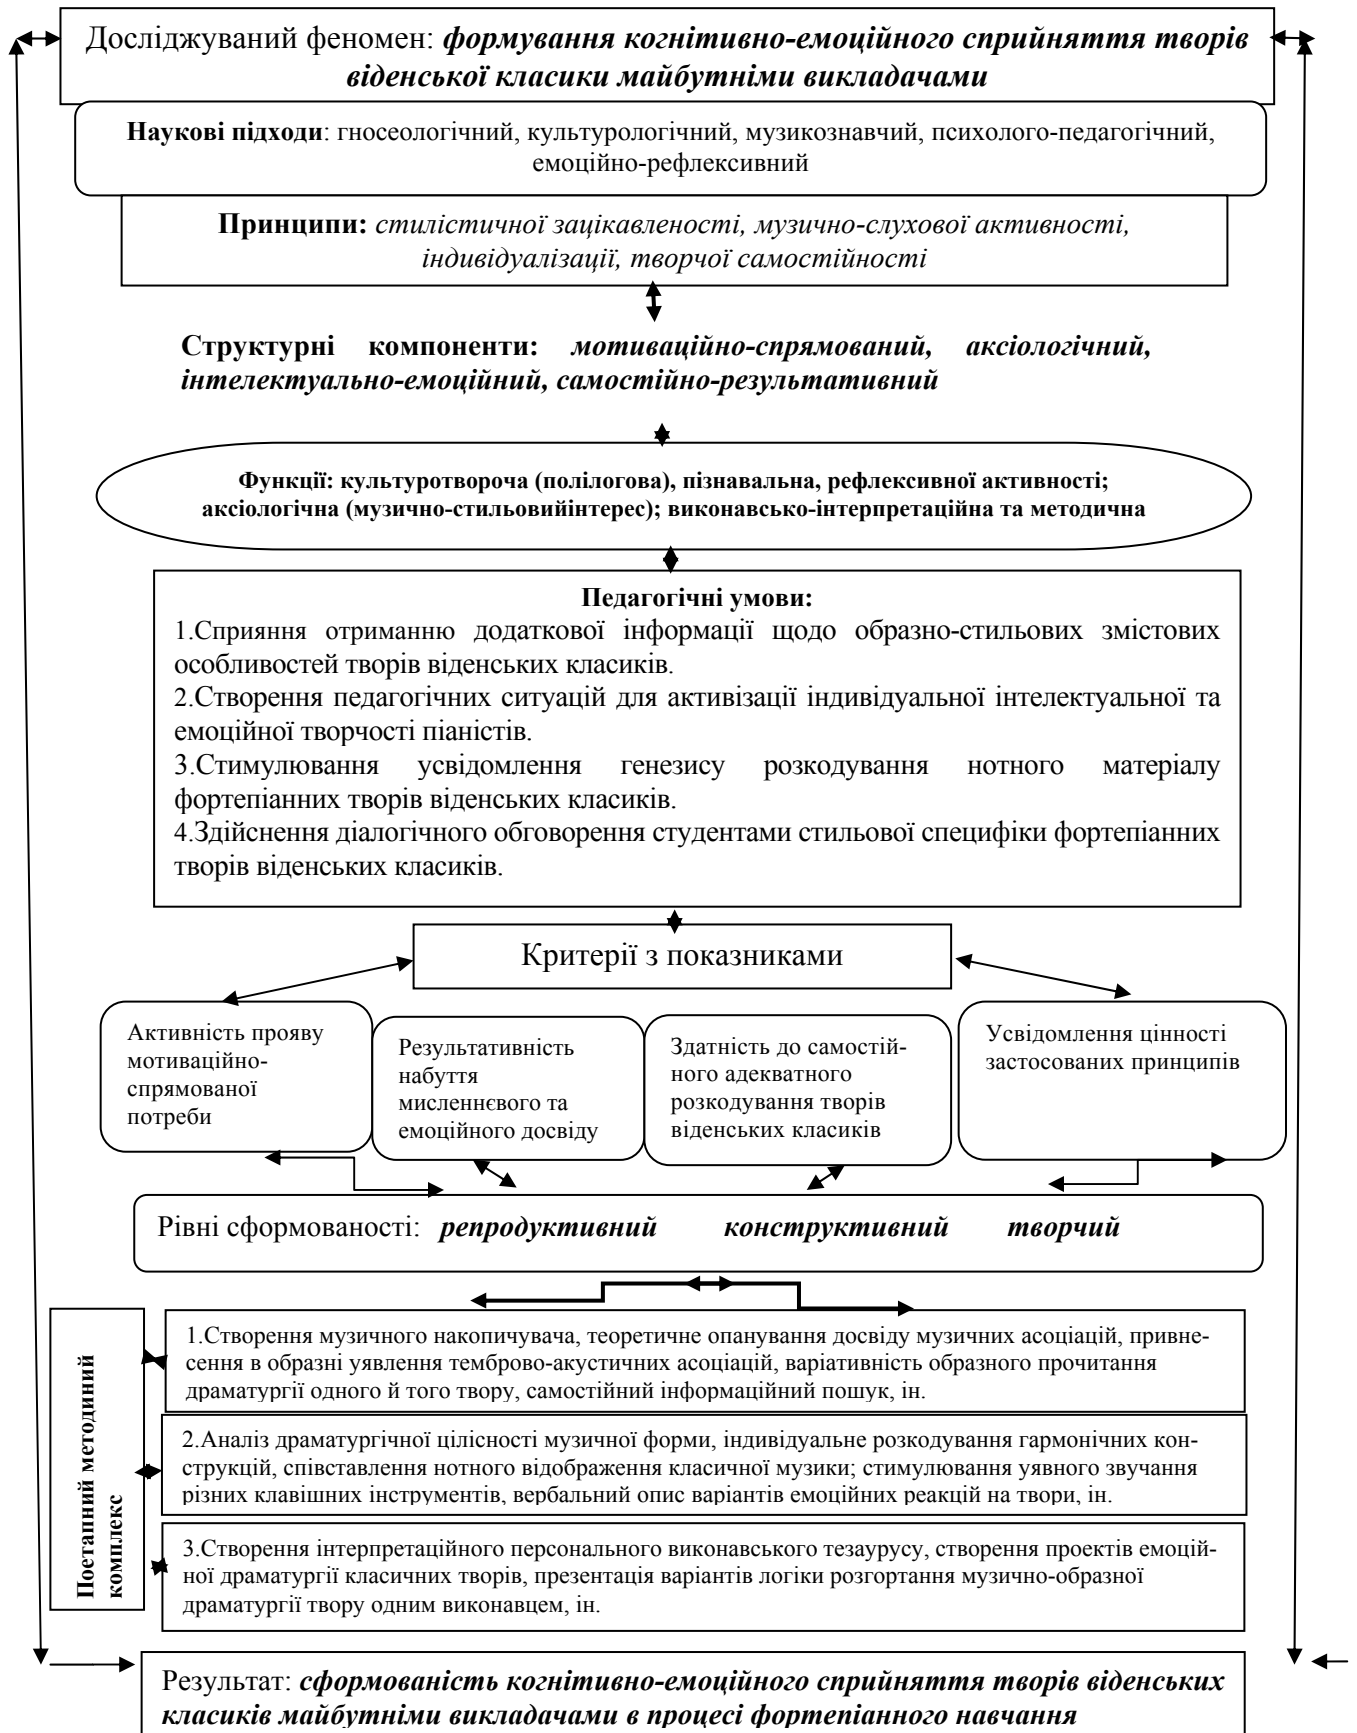 Досліджуваний феномен: формування когнітивно-емоційного сприйняття творів
віденської класики майбутніми викладачами
Наукові підходи: гносеологічний, культурологічний, музикознавчий, психолого-педагогічний,
емоційно-рефлексивний
Принципи: стилістичної зацікавленості, музично-слухової активності,
індивідуалізації, творчої самостійності
Структурні компоненти: мотиваційно-спрямований, аксіологічний,
інтелектуально-емоційний, самостійно-результативний
Функції: культуротвороча (полілогова), пізнавальна, рефлексивної активності;
аксіологічна (музично-стильовийінтерес); виконавсько-інтерпретаційна та методична
Педагогічні умови:
1.Сприяння отриманню додаткової інформації щодо образно-стильових змістових
особливостей творів віденських класиків.
2.Створення педагогічних ситуацій для активізації індивідуальної інтелектуальної та
емоційної творчості піаністів.
3.Стимулювання усвідомлення генезису розкодування нотного матеріалу
фортепіанних творів віденських класиків.
4.Здійснення діалогічного обговорення студентами стильової специфіки фортепіанних
творів віденських класиків.
Критерії з показниками
Активність прояву
мотиваційно-
спрямованої
потреби
Результативність
набуття
мисленнєвого та
емоційного досвіду
Здатність до самостій-
ного адекватного
розкодування творів
віденських класиків
Усвідомлення цінності
застосованих принципів
Рівні сформованості: репродуктивний конструктивний творчий
Поетапний методиний
комплекс
1.Створення музичного накопичувача, теоретичне опанування досвіду музичних асоціацій, привне-
сення в образні уявлення темброво-акустичних асоціацій, варіативність образного прочитання
драматургії одного й того твору, самостійний інформаційний пошук, ін.
2.Аналіз драматургічної цілісності музичної форми, індивідуальне розкодування гармонічних кон-
струкцій, співставлення нотного відображення класичної музики; стимулювання уявного звучання
різних клавішних інструментів, вербальний опис варіантів емоційних реакцій на твори, ін.
3.Створення інтерпретаційного персонального виконавського тезаурусу, створення проектів емоцій-
ної драматургії класичних творів, презентація варіантів логіки розгортання музично-образної
драматургії твору одним виконавцем, ін.
Результат: сформованість когнітивно-емоційного сприйняття творів віденських
класиків майбутніми викладачами в процесі фортепіанного навчання